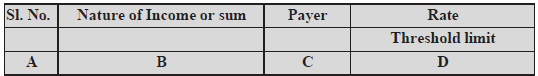 Sl. No. Nature of Income or sum Payer Rate
Threshold limit
A B C D